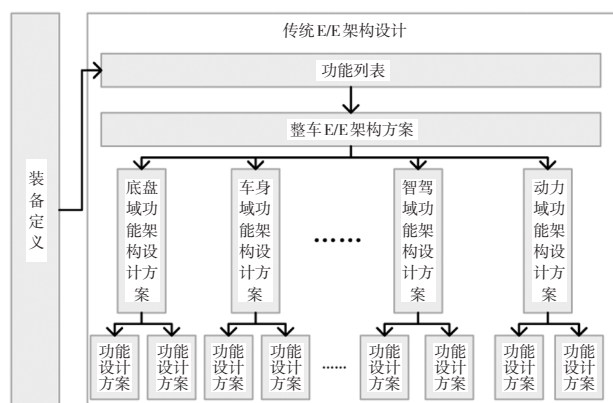 传统E/E架构设计
功能列表
整车E/E架构方案
装备定义
底盘域功能架构设计方案
车身域功能架构设计方案
……
智驾域功能架构设计方案
动力域功能架构设计方案
功能设计方案
功能设计方案
功能设计方案
功能设计方案
……
功能设计方案
功能设计方案
功能设计方案
功能设计方案